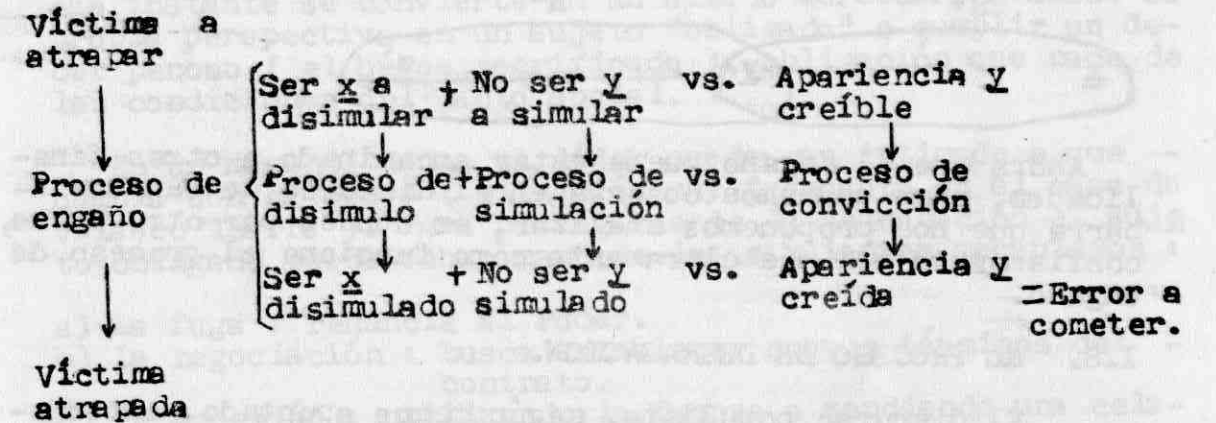 Víctima a
atrapar
Ser x a + No ser y vs. Apariencia y
disimular a simular creíble
Proceso de Proceso de+Proceso de vs. Proceso de
engaño disimulo simulación convicción
Ser x + No ser y vs. Apariencia y
disimulado simulado creída =Error a
cometer.
Víctima
atrapada